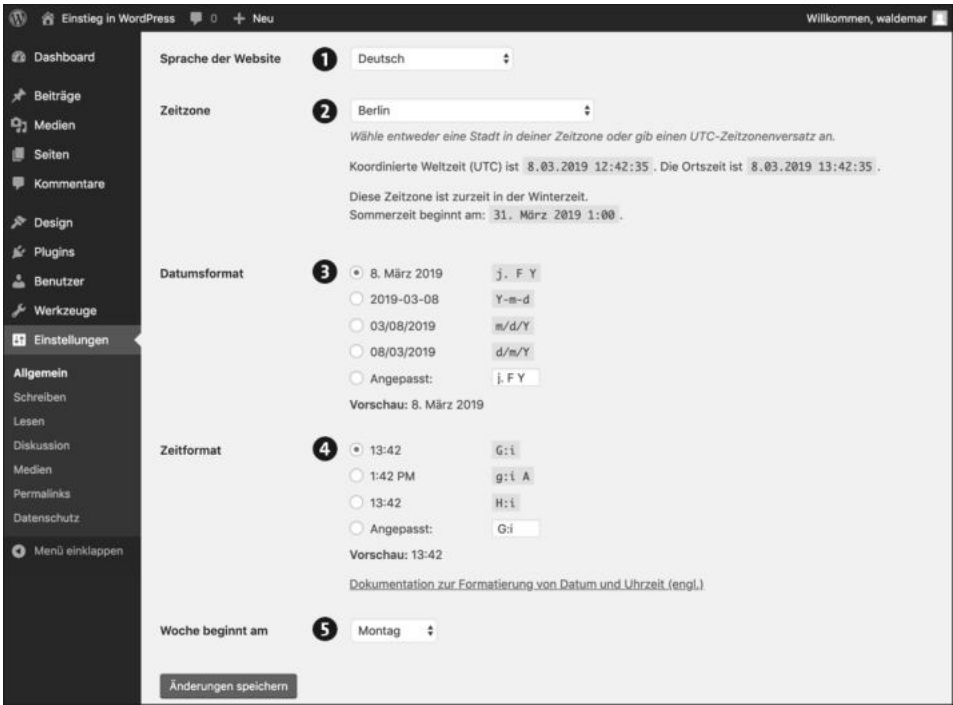 Einstieg in WordPress 0 + Neu Willkommen, waldemar
Dashboard
Beiträge
Medien
Seiten
Kommentare
Design
Plugins
Benutzer
Werkzeuge
Einstellungen
Allgemein
Schreiben
Lesen
Diskussion
Medien
Permalinks
Datenschutz
Menü einklappen
Sprache der Website 1 Deutsch
Zeitzone 2 Berlin
Wähle entweder eine Stadt in deiner Zeitzone oder gib einen UTC-Zeitzonenversatz an.
Koordinierte Weltzeit (UTC) ist 8.03.2019 12:42:35 . Die Ortszeit ist 8.03.2019 13:42:35 .
Diese Zeitzone ist zurzeit in der Winterzeit.
Sommerzeit beginnt am: 31. März 2019 1:00 .
Datumsformat 3 8. März 2019 j. F Y
2019-03-08 Y-m-d
03/08/2019 m/d/Y
08/03/2019 d/m/Y
Angepasst: j. F Y
Vorschau: 8. März 2019
Zeitformat 4 13:42 G:i
1:42 PM g:i A
13:42 H:i
Angepasst: G:i
Vorschau: 13:42
Dokumentation zur Formatierung von Datum und Uhrzeit (engl.)
Woche beginnt am 5 Montag
Änderungen speichern